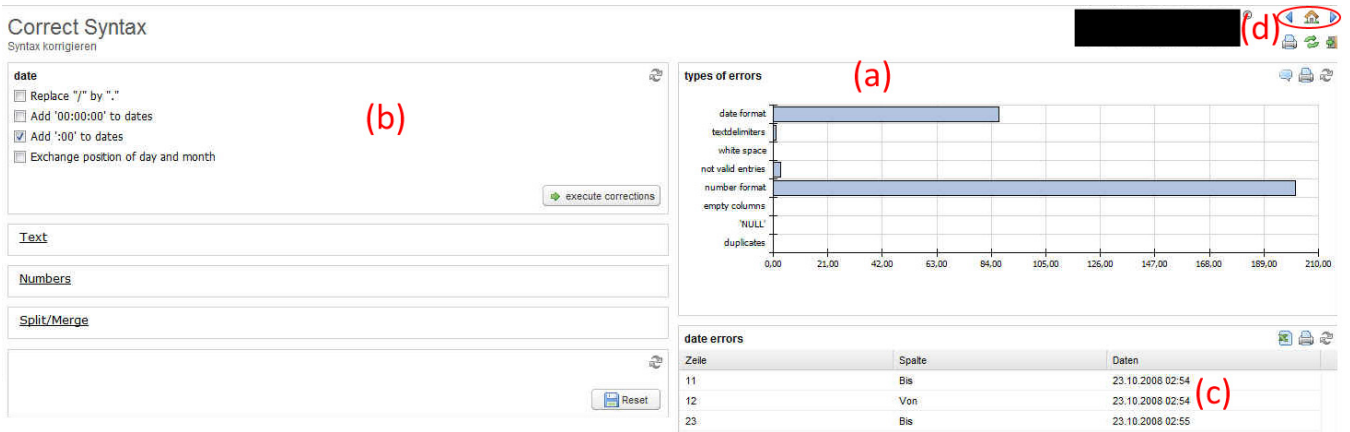 Correct Syntax
Syntax korrigieren
(d)
date
Replace "/" by "."
Add '00:00:00' to dates
Add ':00' to dates
Exchange position of day and month
(b)
execute corrections
Text
Numbers
Split/Merge
Reset
types of errors
(a)
date format
textdelimiters
white space
not valid entries
number format
empty columns
'NULL'
duplicates
0,00 21,00 42,00 63,00 84,00 105,00 126,00 147,00 168,00 189,00 210,00
date errors
Zeile Spalte Daten
11 Bis 23.10.2008 02:54
12 Von 23.10.2008 02:54
(c)
23 Bis 23.10.2008 02:55